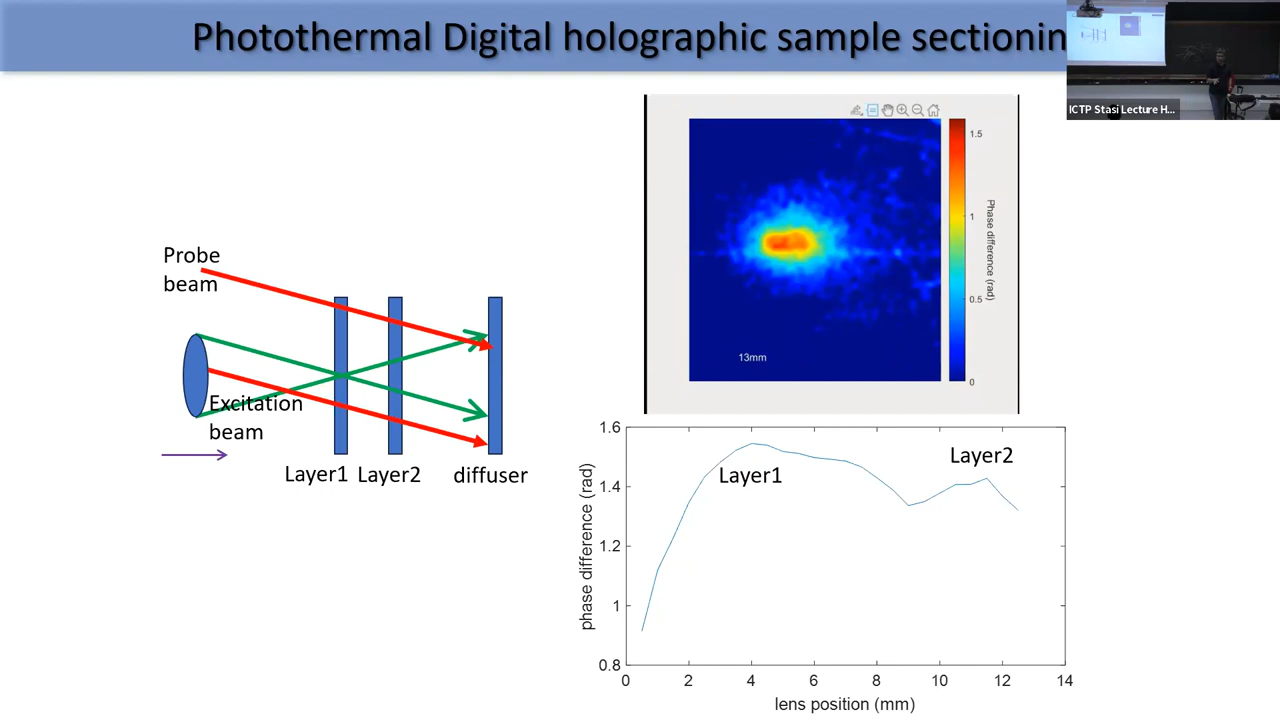 Photothermal Digital holographic sample sectionin
ICTP Stasi Lecture H...
Probe
beam
Excitation
beam
Layer1
Layer2
diffuser
1.5
1
0.5
0
Phase difference (rad)
13mm
1.6
1.4
1.2
1
0.8
phase difference (rad)
Layer1
Layer2
0
2
4
6
8
10
12
14
lens position (mm)